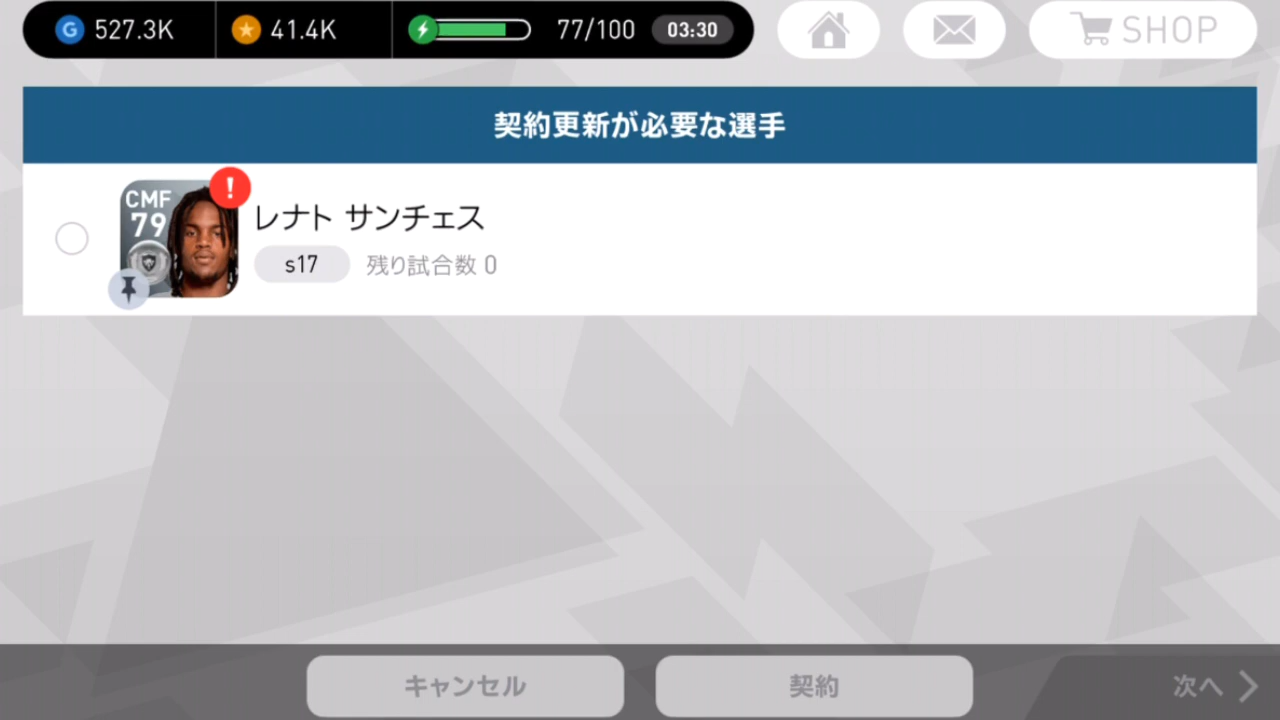 G 527.3K 41.4K 77/100 03:30 SHOP
契約更新が必要な選手
CMF
79
!
レナト サンチェス
s17 残り試合数 0
キャンセル 契約 次へ